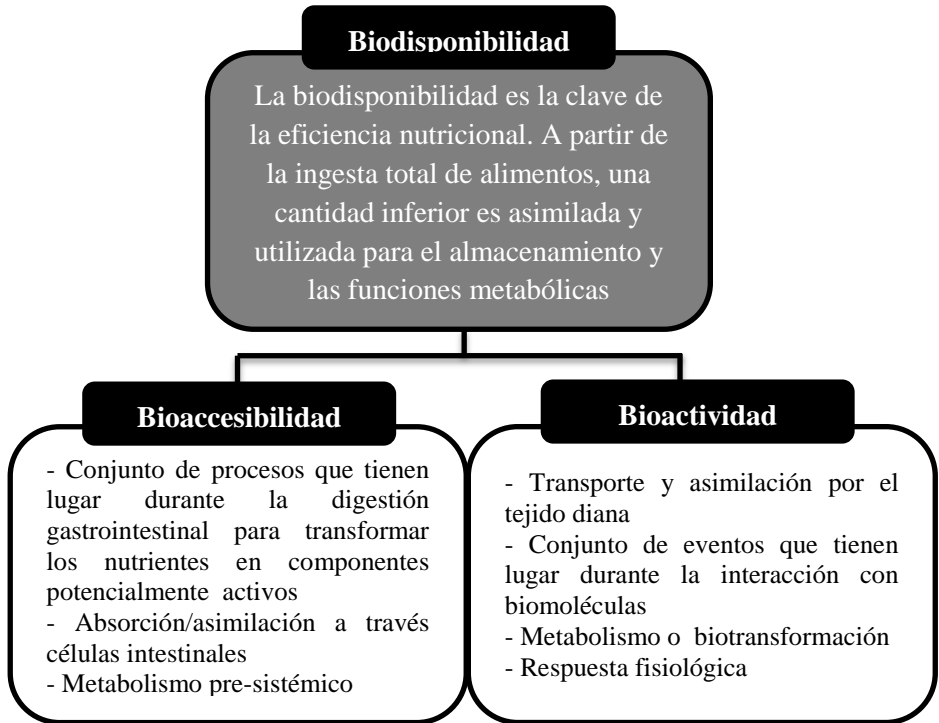 Biodisponibilidad
La biodisponibilidad es la clave de
la eficiencia nutricional. A partir de
la ingesta total de alimentos, una
cantidad inferior es asimilada y
utilizada para el almacenamiento y
las funciones metabólicas
Bioaccesibilidad
- Conjunto de procesos que tienen
lugar durante la digestión
gastrointestinal para transformar
los nutrientes en componentes
potencialmente activos
- Absorción/asimilación a través
células intestinales
- Metabolismo pre-sistémico
Bioactividad
- Transporte y asimilación por el
tejido diana
- Conjunto de eventos que tienen
lugar durante la interacción con
biomoléculas
- Metabolismo o biotransformación
- Respuesta fisiológica